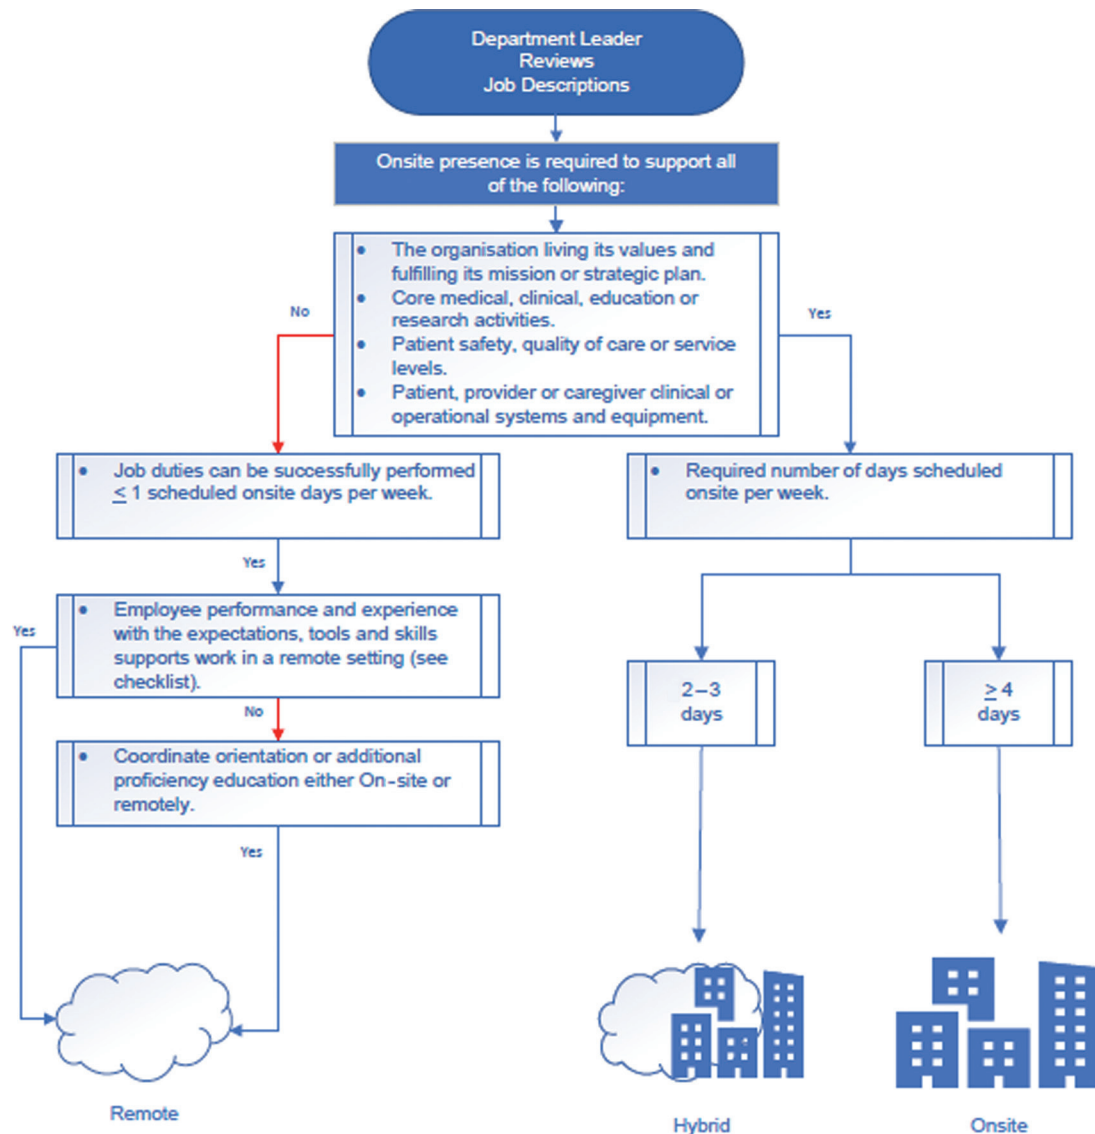 Department Leader
Reviews
Job Descriptions
Onsite presence is required to support all
of the following:
• The organisation living its values and
fulfilling its mission or strategic plan.
• Core medical, clinical, education or
research activities.
• Patient safety, quality of care or service
levels.
• Patient, provider or caregiver clinical or
operational systems and equipment.
No
Yes
• Job duties can be successfully performed
≤ 1 scheduled onsite days per week.
• Required number of days scheduled
onsite per week.
Yes
• Employee performance and experience
with the expectations, tools and skills
supports work in a remote setting (see
checklist).
Yes
No
• Coordinate orientation or additional
proficiency education either On-site or
remotely.
Yes
2–3
days
≥ 4
days
Remote
Hybrid
Onsite